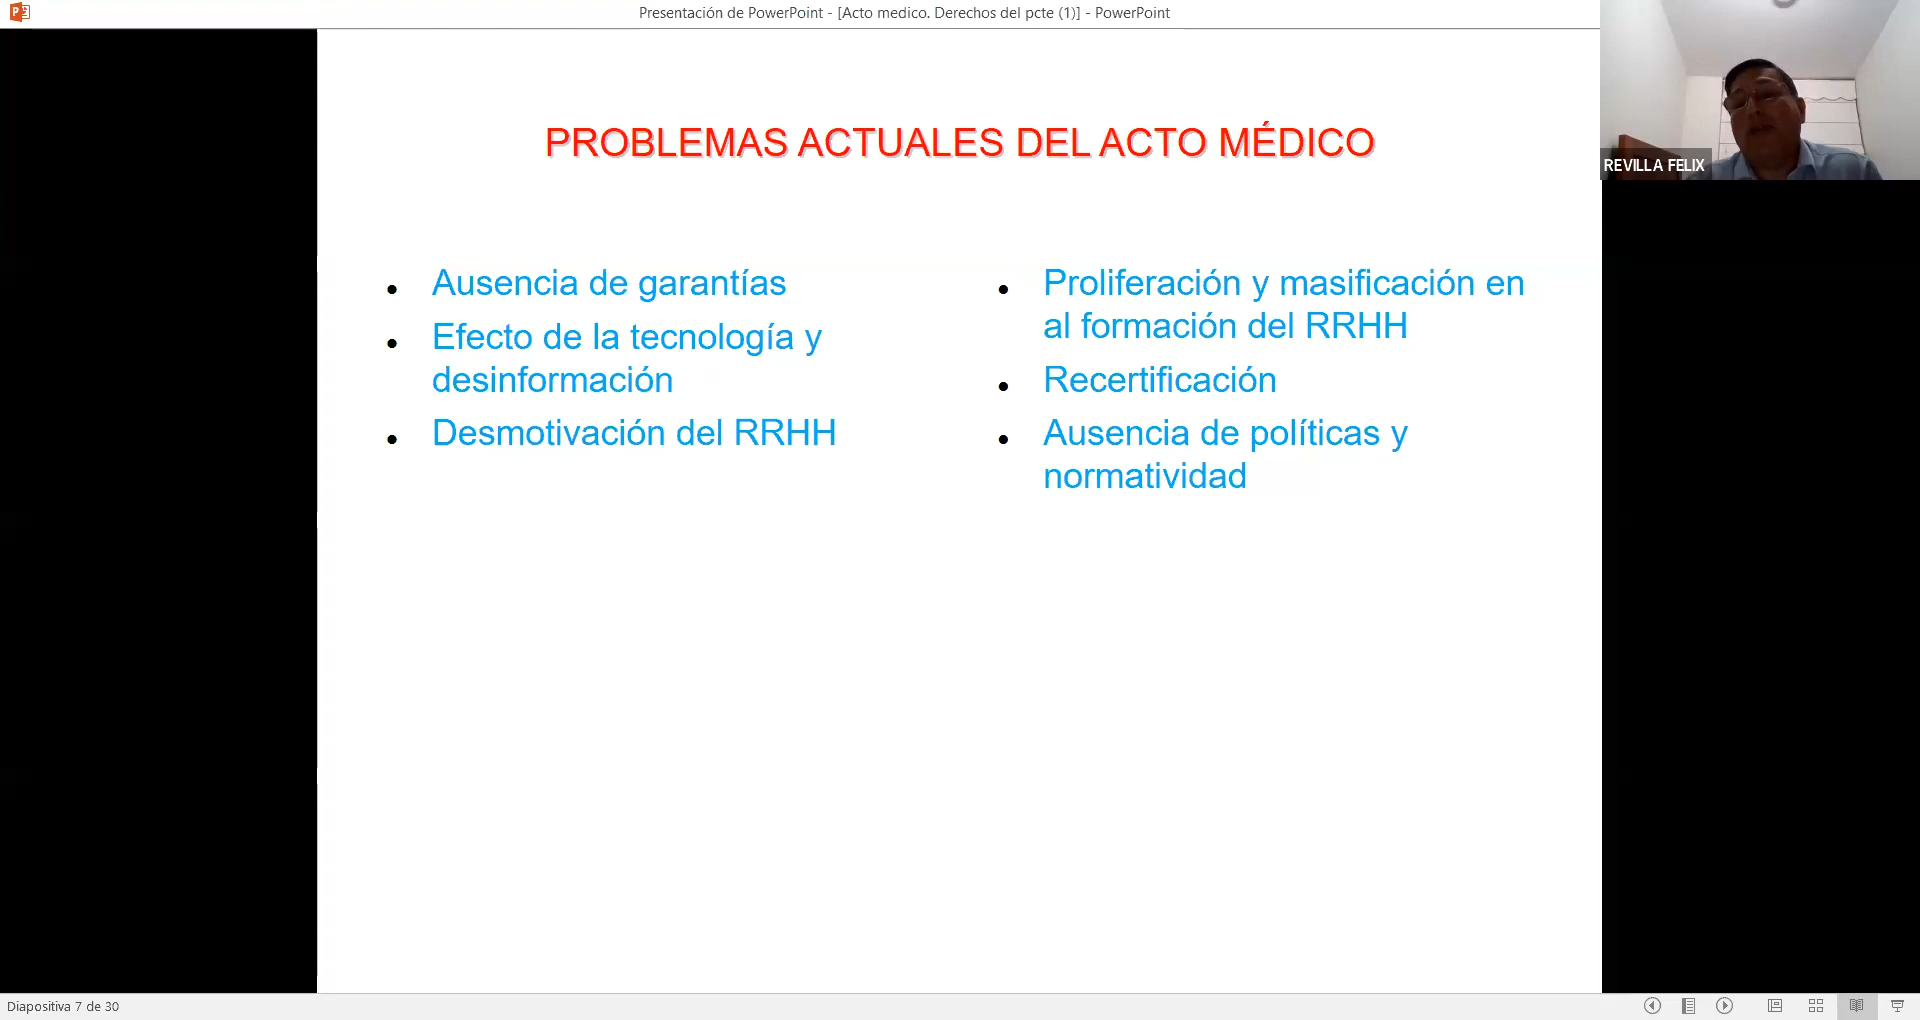 Presentación de PowerPoint - [Acto medico. Derechos del pcte (1)] - PowerPoint
REVILLA FELIX
PROBLEMAS ACTUALES DEL ACTO MÉDICO
Ausencia de garantías
Efecto de la tecnología y
desinformación
Desmotivación del RRHH
Proliferación y masificación en
al formación del RRHH
Recertificación
Ausencia de políticas y
normatividad
Diapositiva 7 de 30